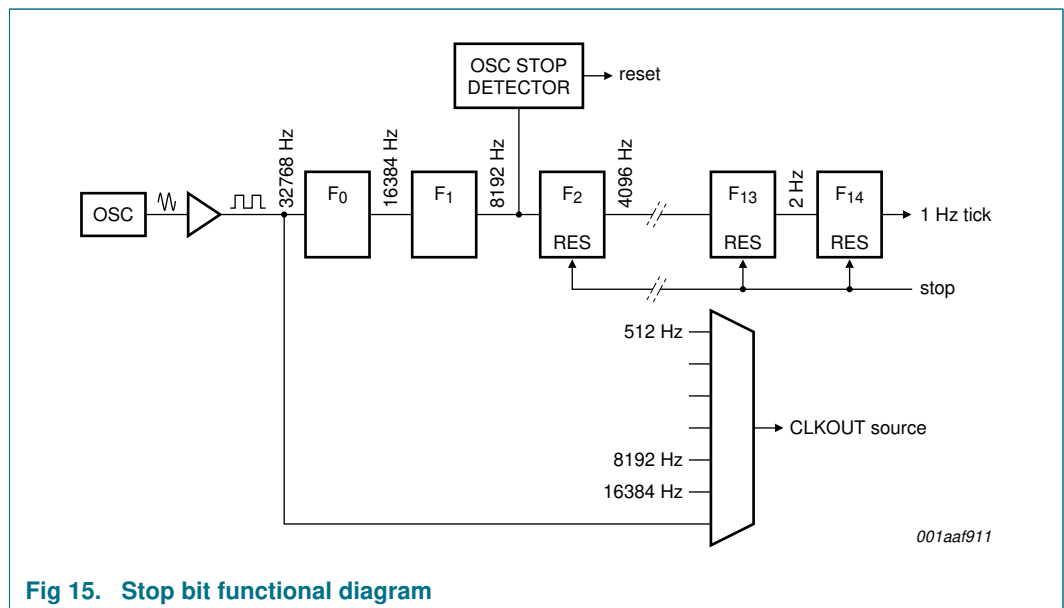 OSC STOP
DETECTOR
reset
32768 Hz
16384 Hz
8192 Hz
4096 Hz
2 Hz
OSC
F0
F1
F2
RES
F13
RES
F14
RES
1 Hz tick
stop
512 Hz
CLKOUT source
8192 Hz
16384 Hz
001aaf911
Fig 15. Stop bit functional diagram